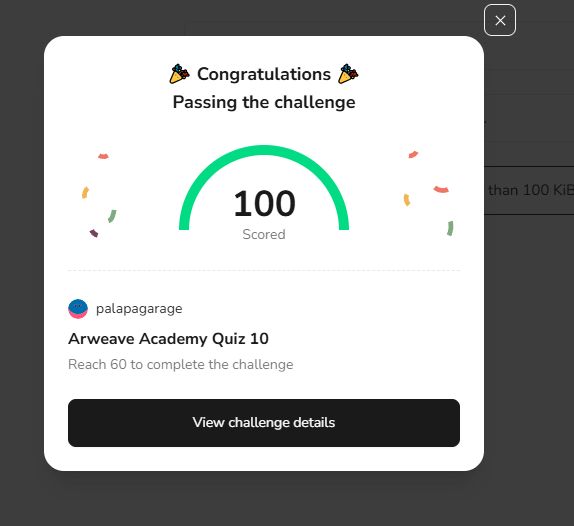 🎉 Congratulations 🎉
Passing the challenge
than 100 KiB
100
Scored
palapagarage
Arweave Academy Quiz 10
Reach 60 to complete the challenge
View challenge details